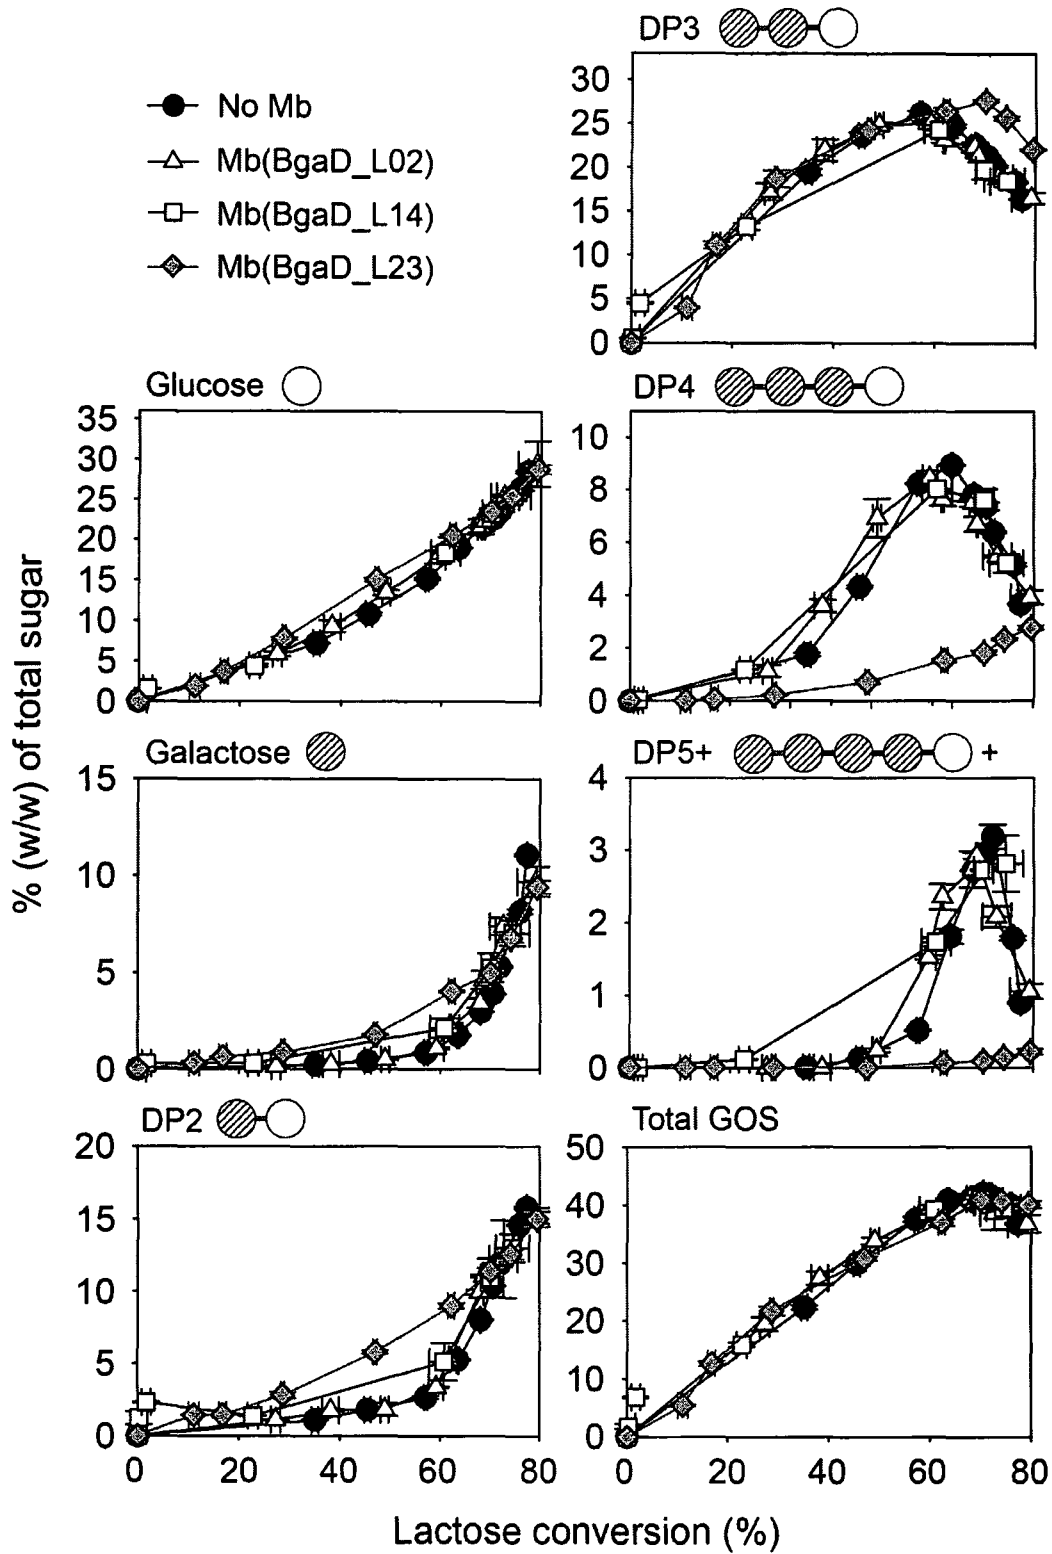 DP3
No Mb
Mb(BgaD_L02)
Mb(BgaD_L14)
Mb(BgaD_L23)
30
25
20
15
10
5
0
Glucose
35
30
25
20
15
10
5
0
DP4
10
8
6
4
2
0
% (w/w) of total sugar
Galactose
15
10
5
0
DP5+ +
4
3
2
1
0
DP2
20
15
10
5
0
0 20 40 60 80
Total GOS
50
40
30
20
10
0
0 20 40 60 80
Lactose conversion (%)